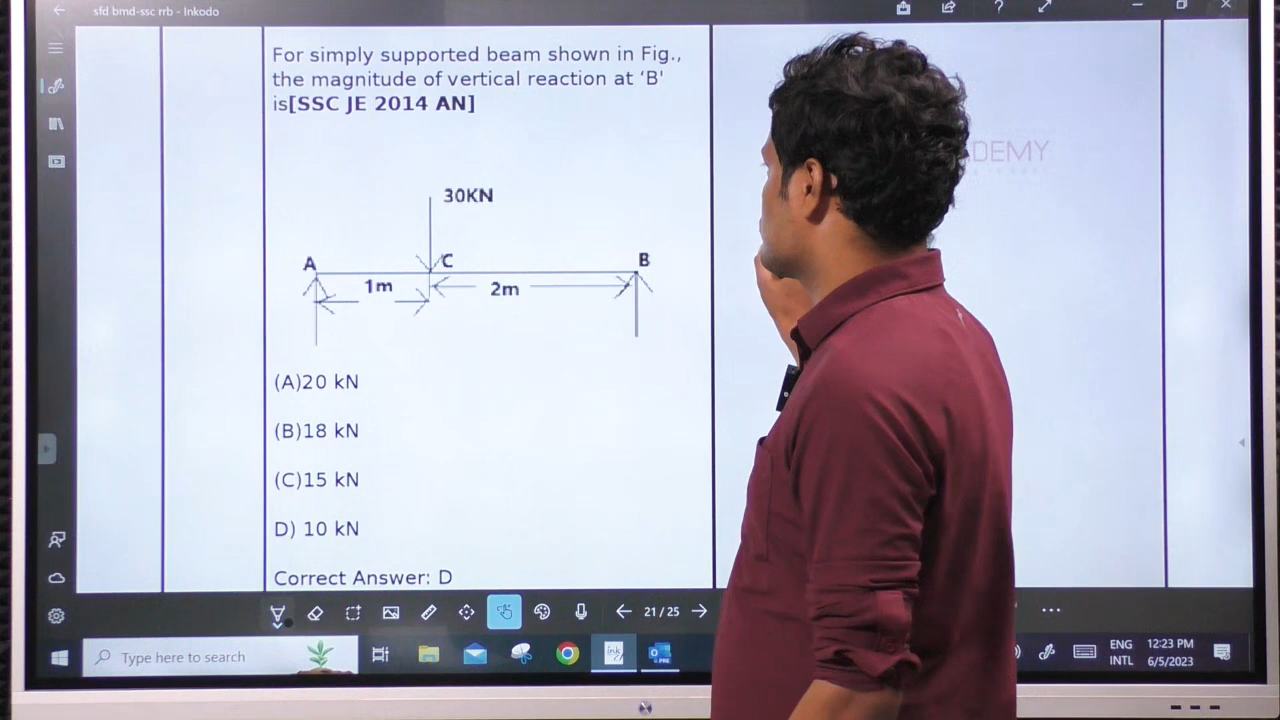 sfd bmd-ssc rrb - Inkodo
For simply supported beam shown in Fig.,
the magnitude of vertical reaction at ‘B'
is[SSC JE 2014 AN]
DEMY
30KN
A
C
B
1m
2m
(A)20 kN
(B)18 kN
(C)15 kN
D) 10 kN
Correct Answer: D
21 / 25
Type here to search
ink
PRE
ENG
INTL
12:23 PM
6/5/2023